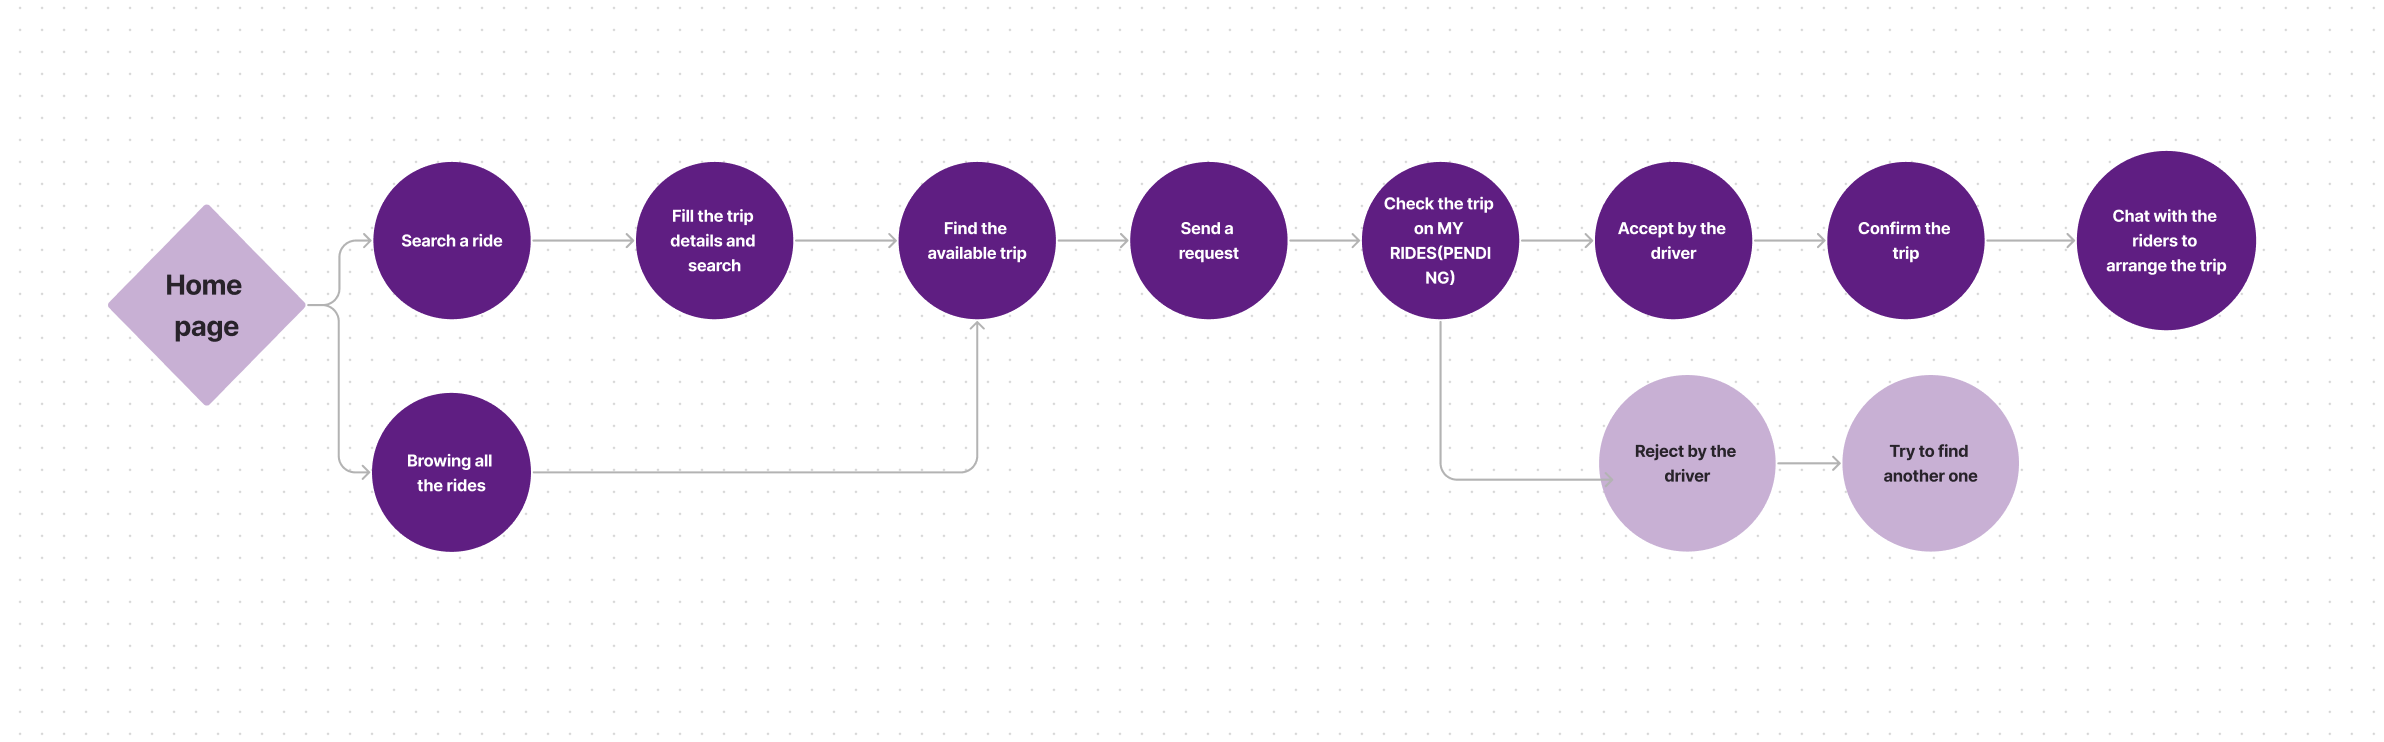 Home
page
Search a ride
Fill the trip
details and
search
Find the
available trip
Send a
request
Check the trip
on MY
RIDES(PENDI
NG)
Accept by the
driver
Confirm the
trip
Chat with the
riders to
arrange the trip
Browing all
the rides
Reject by the
driver
Try to find
another one